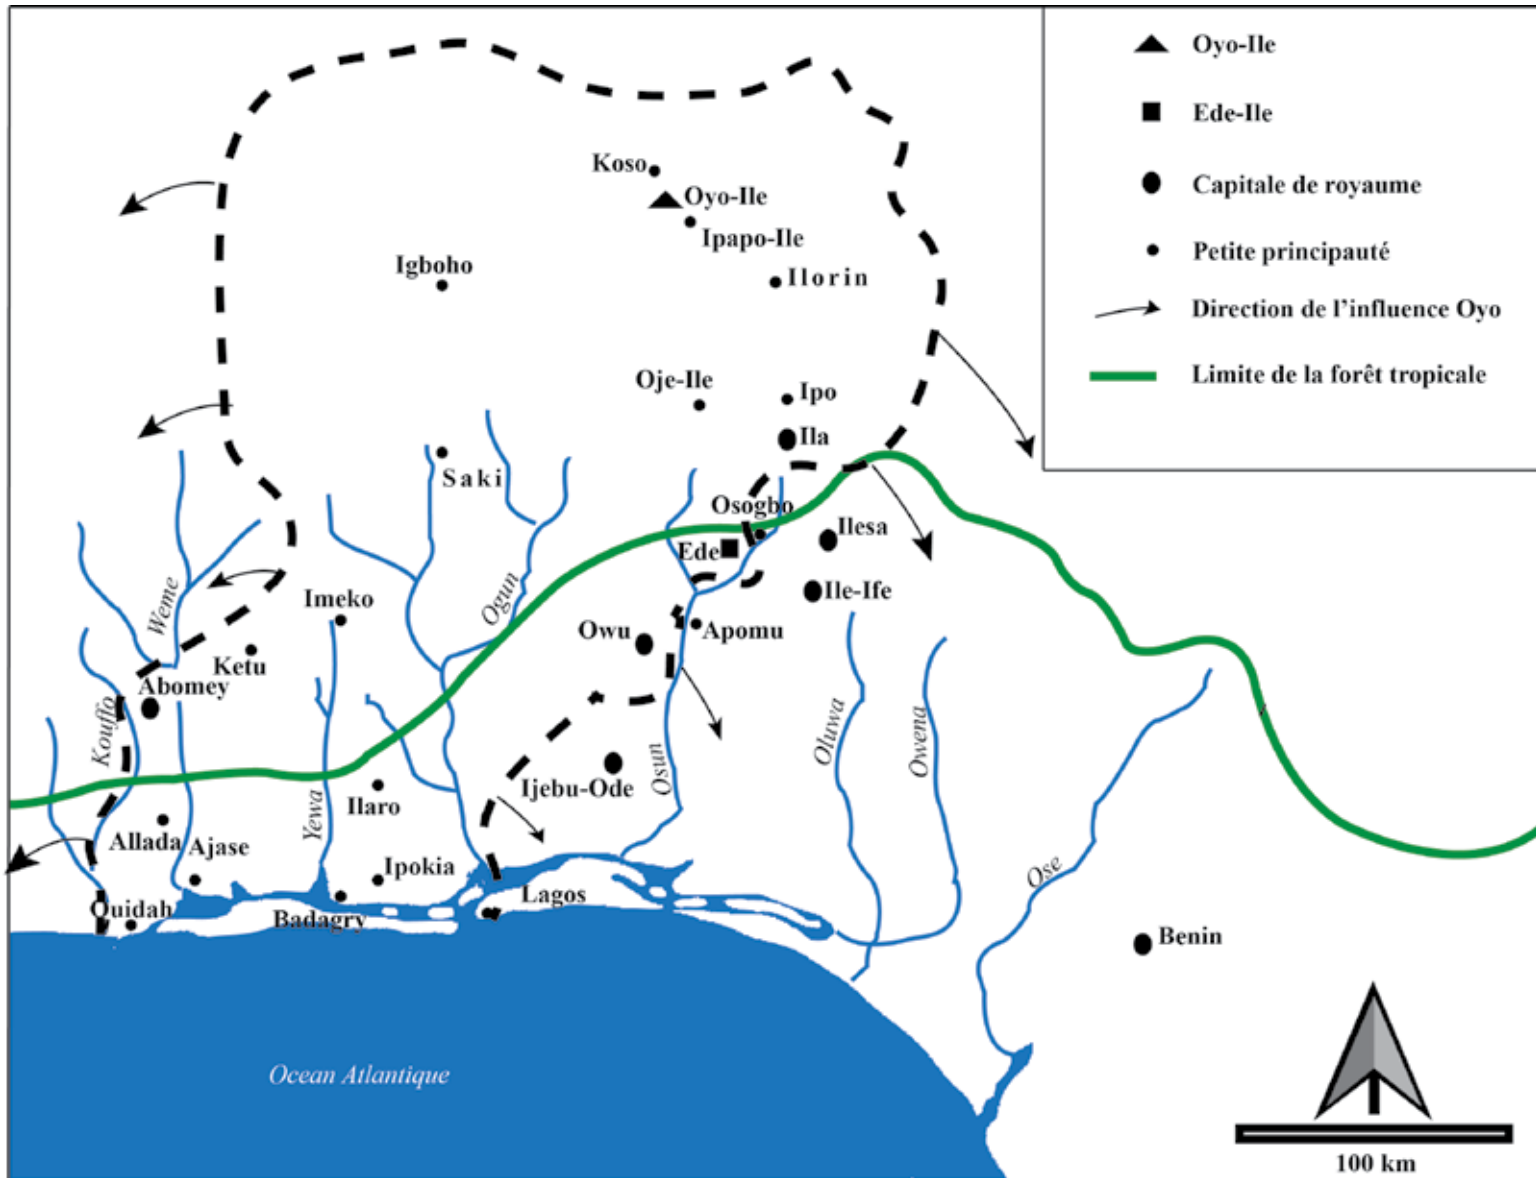 Oyo-Ile
Ede-Ile
Capitale de royaume
Petite principauté
Direction de l'influence Oyo
Limite de la forêt tropicale
Koso
Oyo-Ile
Ipapo-Ile
Igboho
Ilorin
Oje-Ile
Ipo
Ila
Saki
Osogbo
Ilesa
Ede
Weme
Ogun
Imeko
Ile-Ife
Owu
Apomu
Ketu
Abomey
Kouffo
Oluwa
Owena
Osun
Ijebu-Ode
Ilaro
Yewa
Allada
Ajase
Ipokia
Ose
Lagos
Ouidah
Badagry
Benin
Ocean Atlantique
100 km